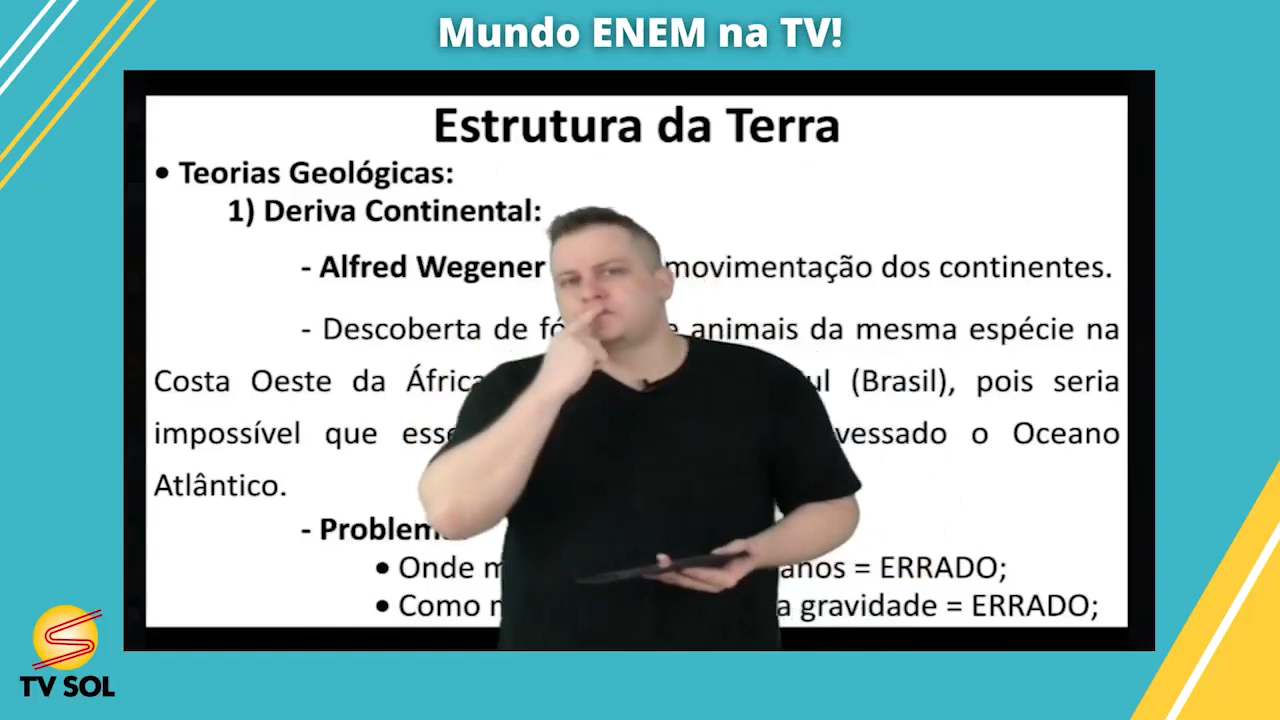 Mundo ENEM na TV!
Estrutura da Terra
• Teorias Geológicas:
1) Deriva Continental:
- Alfred Wegener movimentação dos continentes.
- Descoberta de animais da mesma espécie na
Costa Oeste da África (Brasil), pois seria
impossível que Oceano
Atlântico.
- Problema
• Onde = ERRADO;
• Como a gravidade = ERRADO;
TV SOL